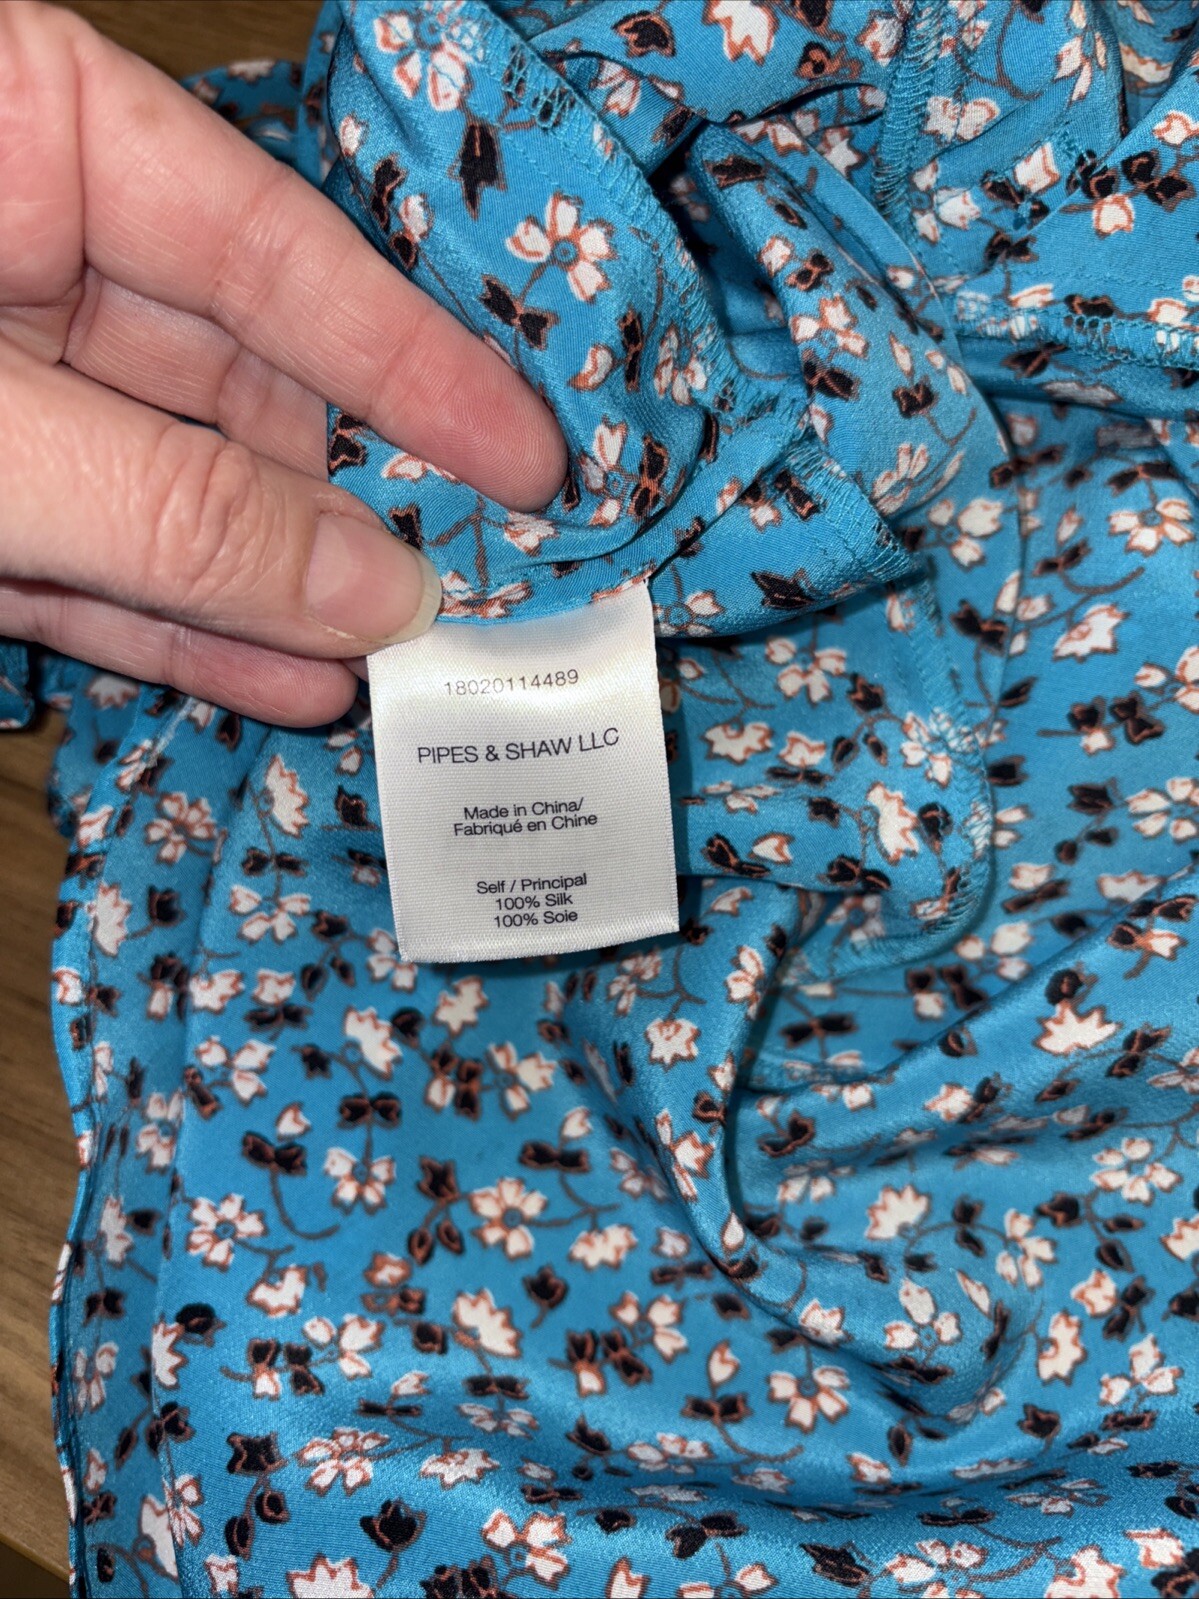 18020114489
PIPES & SHAW LLC
Made in China/
Fabriqué en Chine
Self / Principal
100% Silk
100% Soie